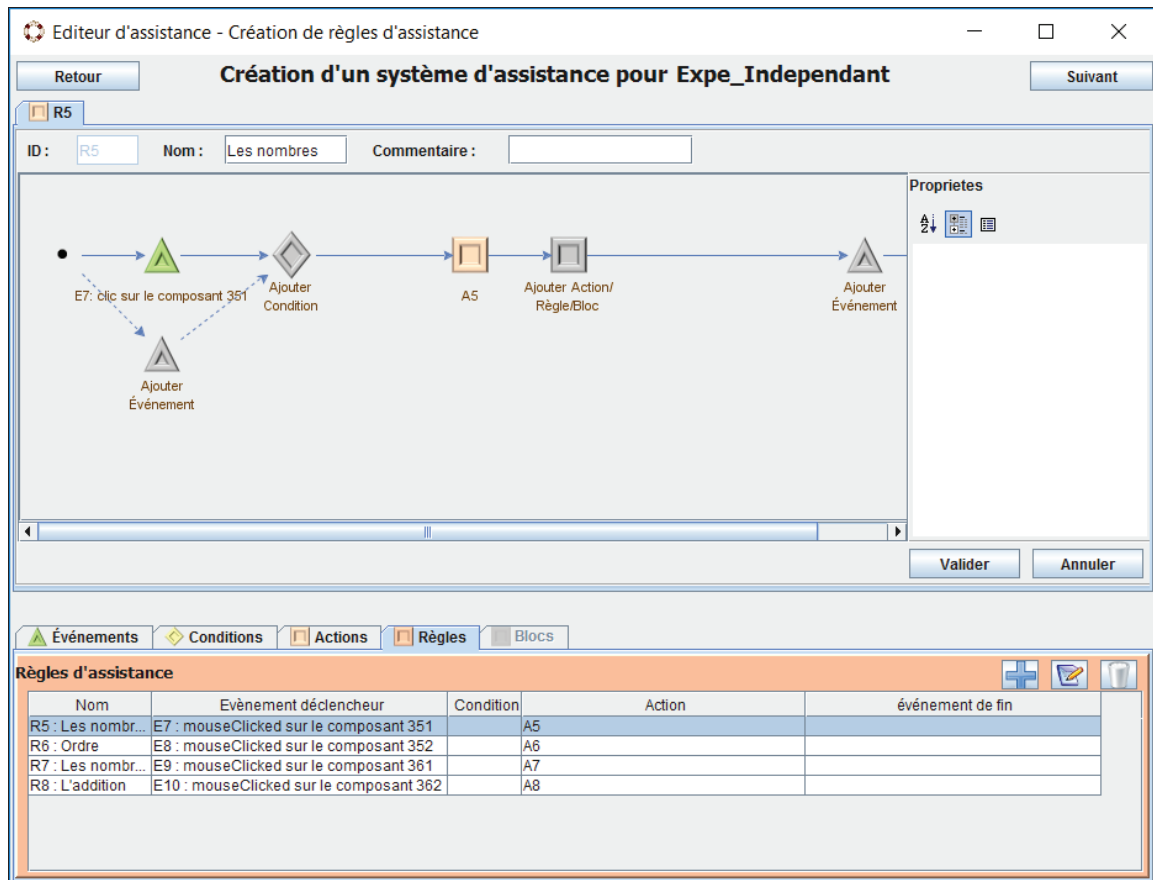 Editeur d'assistance - Création de règles d'assistance
Retour
Création d'un système d'assistance pour Expe_Independant
Suivant
R5
ID : R5 Nom : Les nombres Commentaire :
Proprietes
E7: clic sur le composant 351
Ajouter
Condition
A5
Ajouter Action/
Règle/Bloc
Ajouter
Événement
Ajouter
Événement
Valider
Annuler
Événements Conditions Actions Règles Blocs
Règles d'assistance
Nom Evènement déclencheur Condition Action événement de fin
R5 : Les nombr... E7 : mouseClicked sur le composant 351 A5
R6 : Ordre E8 : mouseClicked sur le composant 352 A6
R7 : Les nombr... E9 : mouseClicked sur le composant 361 A7
R8 : L'addition E10 : mouseClicked sur le composant 362 A8